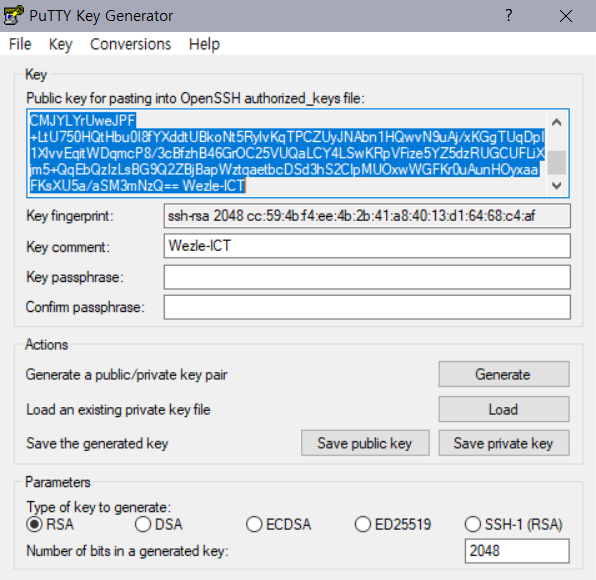 PuTTY Key Generator
File Key Conversions Help
Key
Public key for pasting into OpenSSH authorized_keys file:
CMJYLYrUweJPF
+LtU750HQtHbu0I8fYXddtUBkoNt5RylvKqTPCZUyJNAbn1HQwvN9uAj/xKGgTUqDpI
1XlvvEqitWDqmcP8/3cBfzhB46GrOC25VUQaLCY4LSwKRpVFize5YZ5dzRUGCUFLiX
jm5+QqEbQzIzLsBG9Q2ZBjBapWztqaetbcDSd3hS2CIpMUOxwWGFKr0uAunHOyxaa
FKsXU5a/aSM3mNzQ== Wezle-ICT
Key fingerprint: ssh-rsa 2048 cc:59:4b:f4:ee:4b:2b:41:a8:40:13:d1:64:68:c4:af
Key comment: Wezle-ICT
Key passphrase:
Confirm passphrase:
Actions
Generate a public/private key pair Generate
Load an existing private key file Load
Save the generated key Save public key Save private key
Parameters
Type of key to generate:
RSA DSA ECDSA ED25519 SSH-1 (RSA)
Number of bits in a generated key: 2048